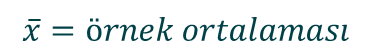 x̄ = örnek ortalaması